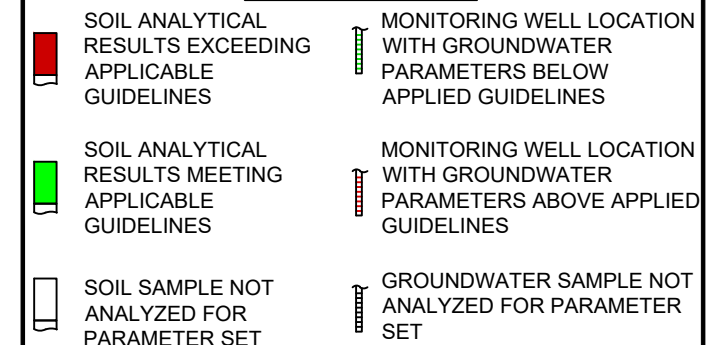 SOIL ANALYTICAL
RESULTS EXCEEDING
APPLICABLE
GUIDELINES
MONITORING WELL LOCATION
WITH GROUNDWATER
PARAMETERS BELOW
APPLIED GUIDELINES
SOIL ANALYTICAL
RESULTS MEETING
APPLICABLE
GUIDELINES
MONITORING WELL LOCATION
WITH GROUNDWATER
PARAMETERS ABOVE APPLIED
GUIDELINES
SOIL SAMPLE NOT
ANALYZED FOR
PARAMETER SET
GROUNDWATER SAMPLE NOT
ANALYZED FOR PARAMETER
SET